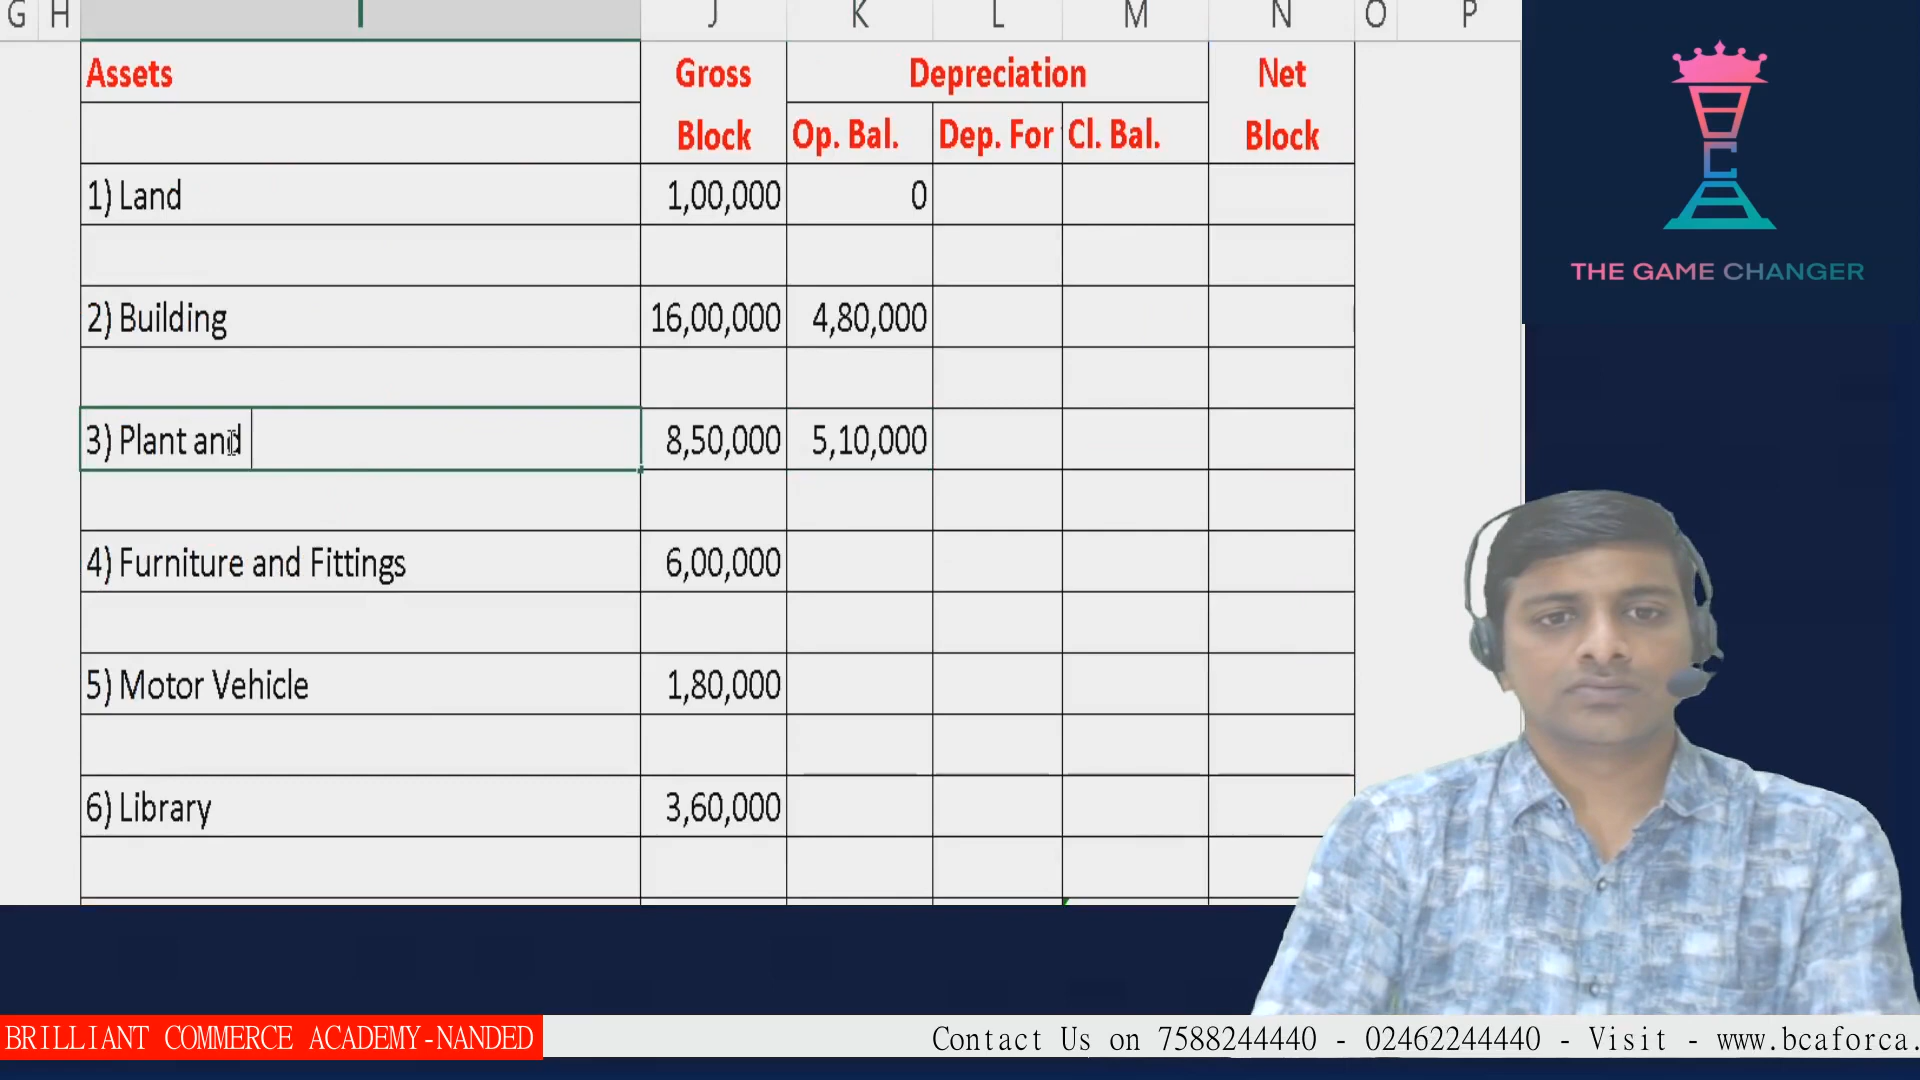 G H I J K L M N O P
Assets Gross Depreciation Net
Block Op. Bal. Dep. For Cl. Bal. Block
1) Land 1,00,000 0
2) Building 16,00,000 4,80,000
3) Plant and 8,50,000 5,10,000
4) Furniture and Fittings 6,00,000
5) Motor Vehicle 1,80,000
6) Library 3,60,000
THE GAME CHANGER
BRILLIANT COMMERCE ACADEMY-NANDED Contact Us on 7588244440 - 02462244440 - Visit - www.bcaforca.